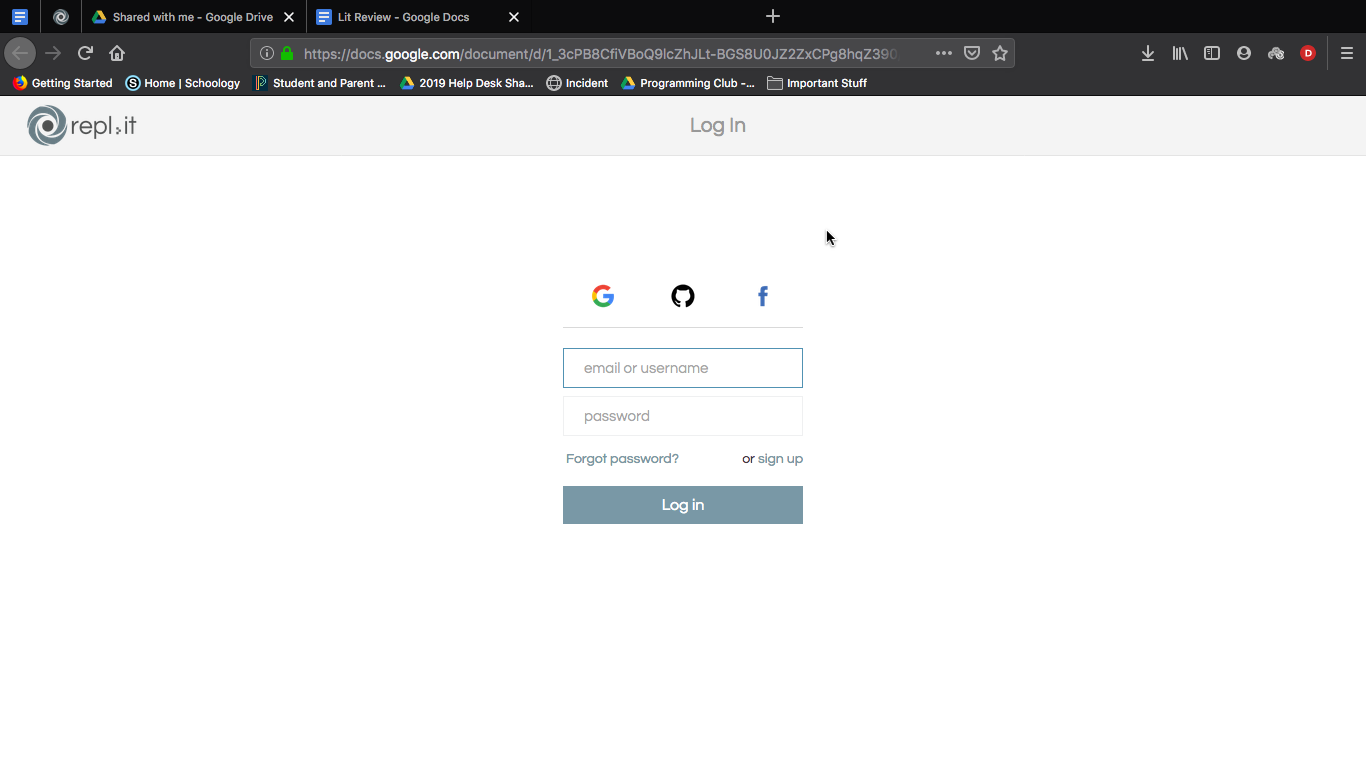 Shared with me - Google Drive
Lit Review - Google Docs
https://docs.google.com/document/d/1_3cPB8CfiVBoQ9lcZhJLt-BGS8U0JZ2ZxCPg8hqZ390
D
Getting Started
Home | Schoology
Student and Parent ...
2019 Help Desk Sha...
Incident
Programming Club -...
Important Stuff
repl.it
Log In
email or username
password
Forgot password?
or sign up
Log in